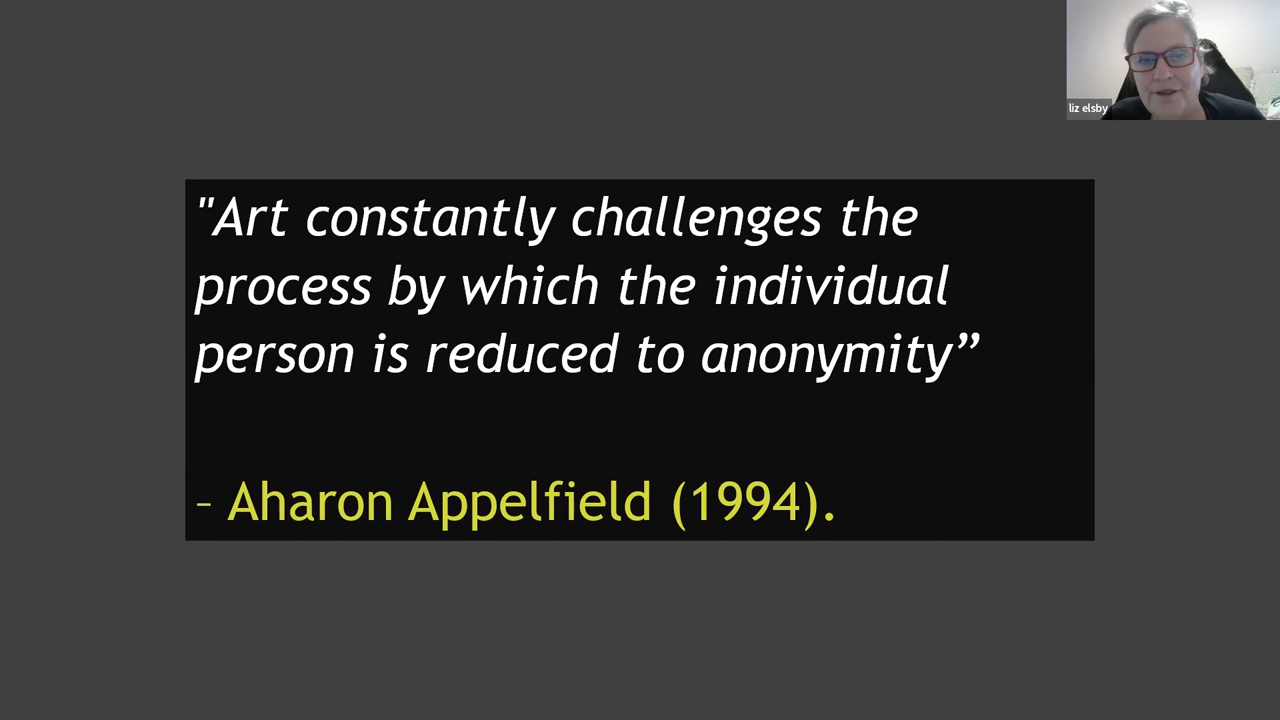 liz elsby
"Art constantly challenges the
process by which the individual
person is reduced to anonymity”
– Aharon Appelfield (1994).